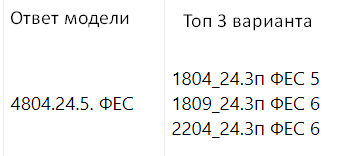 Ответ модели
Топ 3 варианта
4804.24.5. ФЕС
1804_24.3п ФЕС 5
1809_24.3п ФЕС 6
2204_24.3п ФЕС 6